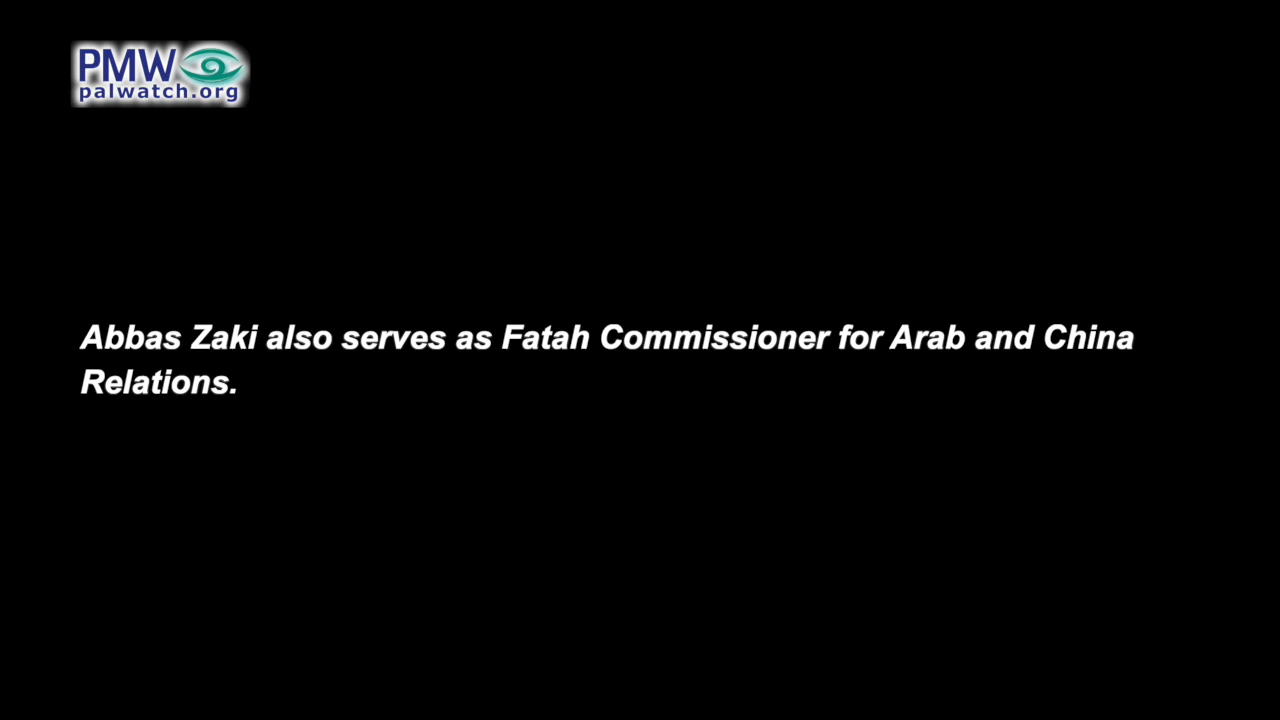 PMW
palwatch.org
Abbas Zaki also serves as Fatah Commissioner for Arab and China
Relations.